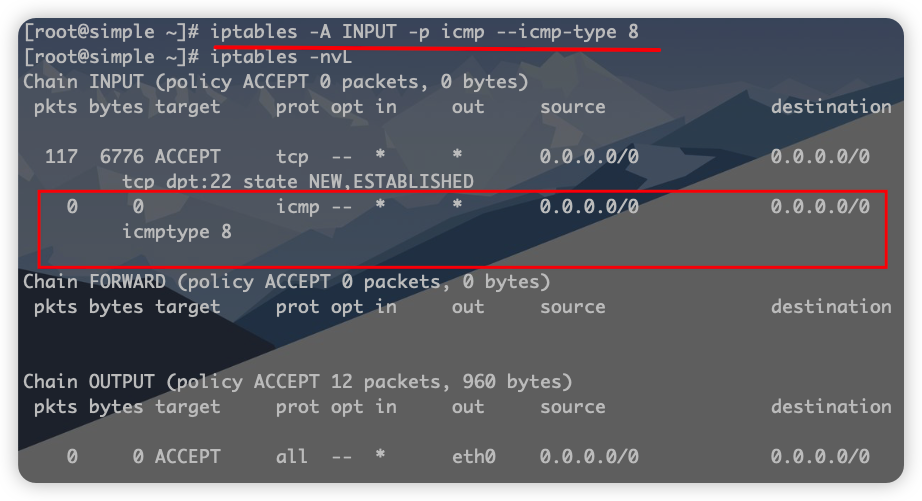 [root@simple ~]# iptables -A INPUT -p icmp --icmp-type 8
[root@simple ~]# iptables -nvL
Chain INPUT (policy ACCEPT 0 packets, 0 bytes)
 pkts bytes target     prot opt in     out     source               destination
  117  6776 ACCEPT     tcp  --  *      *       0.0.0.0/0            0.0.0.0/0
         tcp dpt:22 state NEW,ESTABLISHED
    0     0            icmp --  *      *       0.0.0.0/0            0.0.0.0/0
         icmptype 8
Chain FORWARD (policy ACCEPT 0 packets, 0 bytes)
 pkts bytes target     prot opt in     out     source               destination
Chain OUTPUT (policy ACCEPT 12 packets, 960 bytes)
 pkts bytes target     prot opt in     out     source               destination
    0     0 ACCEPT     all  --  *      eth0    0.0.0.0/0            0.0.0.0/0